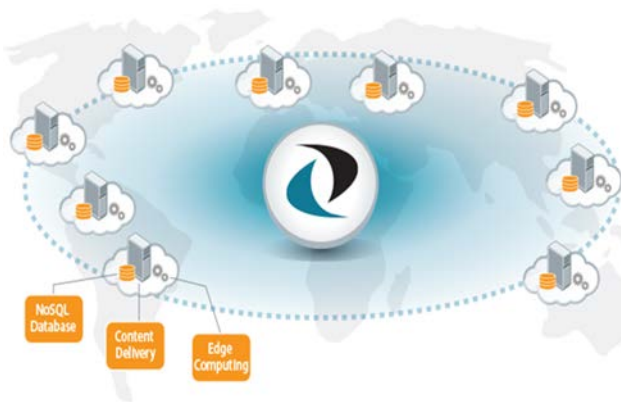 NoSQL
Database
Content
Delivery
Edge
Computing